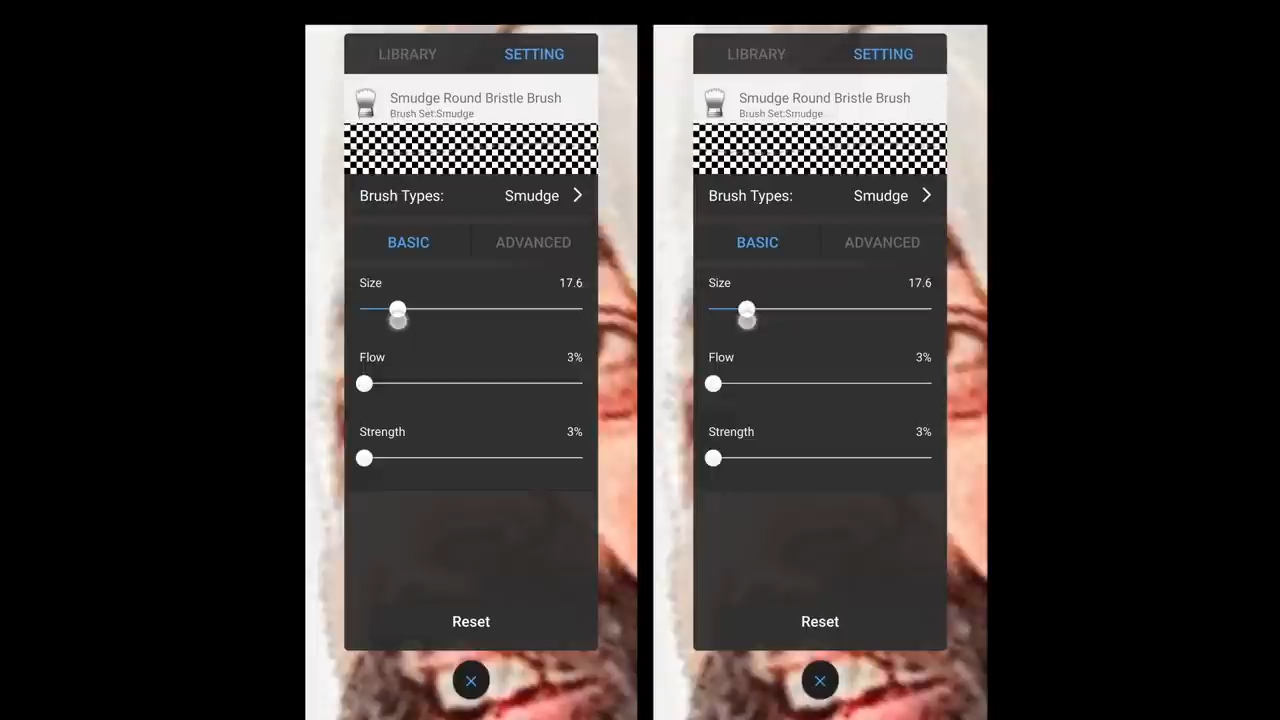 LIBRARY SETTING
Smudge Round Bristle Brush
Brush Set:Smudge
Brush Types: Smudge
BASIC ADVANCED
Size 17.6
Flow 3%
Strength 3%
Reset
LIBRARY SETTING
Smudge Round Bristle Brush
Brush Set:Smudge
Brush Types: Smudge
BASIC ADVANCED
Size 17.6
Flow 3%
Strength 3%
Reset